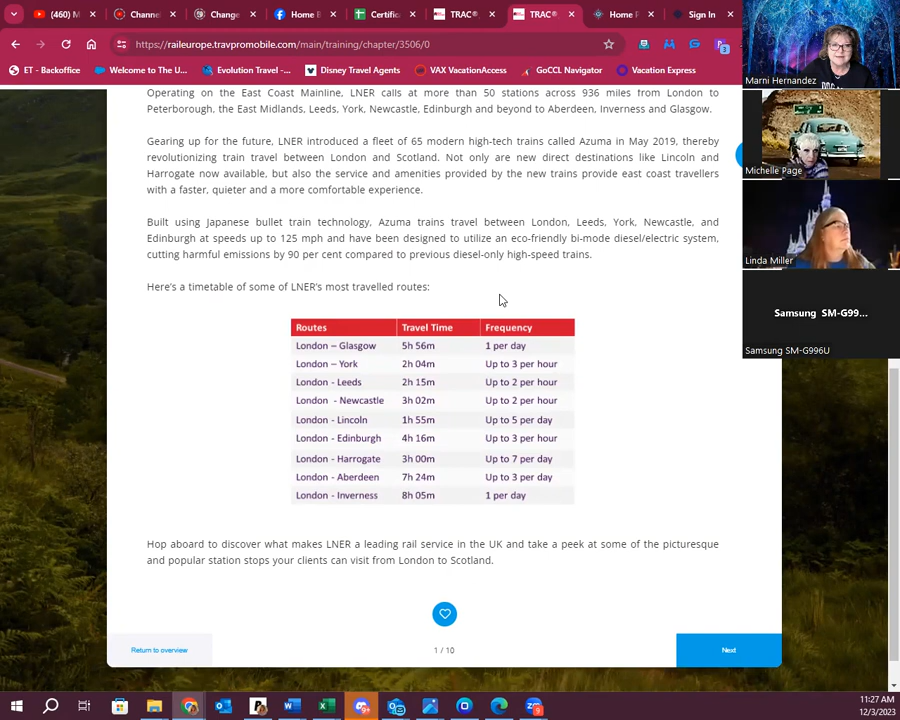 (460) M
Channel
Change
Home B
Certifica
TRAC®
TRAC®
Home P
Sign In
https://raileurope.travpromobile.com/main/training/chapter/3506/0
ET - Backoffice
Welcome to The U...
Evolution Travel -...
Disney Travel Agents
VAX VacationAccess
GoCCL Navigator
Vacation Express
Operating on the East Coast Mainline, LNER calls at more than 50 stations across 936 miles from London to
Peterborough, the East Midlands, Leeds, York, Newcastle, Edinburgh and beyond to Aberdeen, Inverness and Glasgow.
Gearing up for the future, LNER introduced a fleet of 65 modern high-tech trains called Azuma in May 2019, thereby
revolutionizing train travel between London and Scotland. Not only are new direct destinations like Lincoln and
Harrogate now available, but also the service and amenities provided by the new trains provide east coast travellers
with a faster, quieter and a more comfortable experience.
Built using Japanese bullet train technology, Azuma trains travel between London, Leeds, York, Newcastle, and
Edinburgh at speeds up to 125 mph and have been designed to utilize an eco-friendly bi-mode diesel/electric system,
cutting harmful emissions by 90 per cent compared to previous diesel-only high-speed trains.
Here's a timetable of some of LNER's most travelled routes:
Routes Travel Time Frequency
London – Glasgow 5h 56m 1 per day
London – York 2h 04m Up to 3 per hour
London - Leeds 2h 15m Up to 2 per hour
London - Newcastle 3h 02m Up to 2 per hour
London - Lincoln 1h 55m Up to 5 per day
London - Edinburgh 4h 16m Up to 3 per hour
London - Harrogate 3h 00m Up to 7 per day
London - Aberdeen 7h 24m Up to 3 per day
London - Inverness 8h 05m 1 per day
Hop aboard to discover what makes LNER a leading rail service in the UK and take a peek at some of the picturesque
and popular station stops your clients can visit from London to Scotland.
Return to overview
1 / 10
Next
Marni Hernandez
Michelle Page
Linda Miller
Samsung SM-G99...
Samsung SM-G996U
11:27 AM
12/3/2023